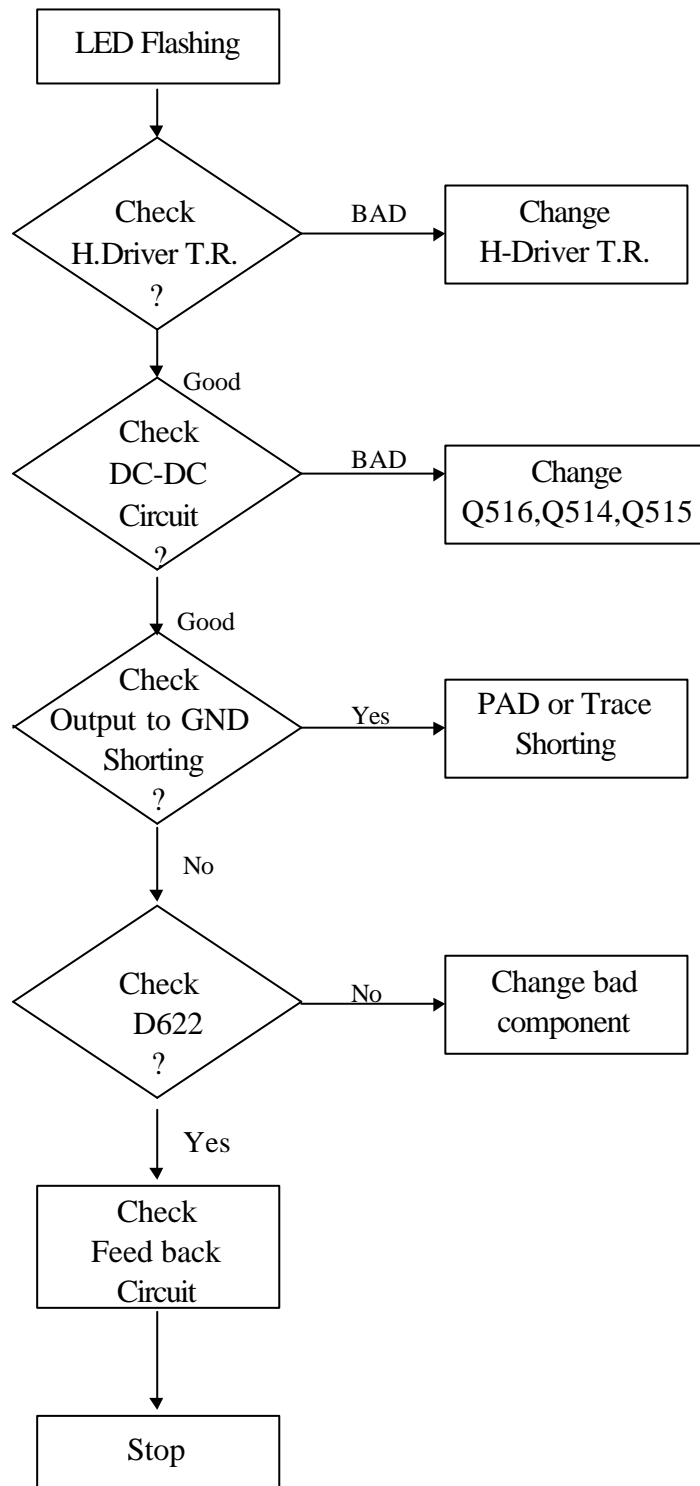 LED Flashing
Check
H.Driver T.R.
?
BAD
Change
H-Driver T.R.
Good
Check
DC-DC
Circuit
?
BAD
Change
Q516,Q514,Q515
Good
Check
Output to GND
Shorting
?
Yes
PAD or Trace
Shorting
No
Check
D622
?
No
Change bad
component
Yes
Check
Feed back
Circuit
Stop